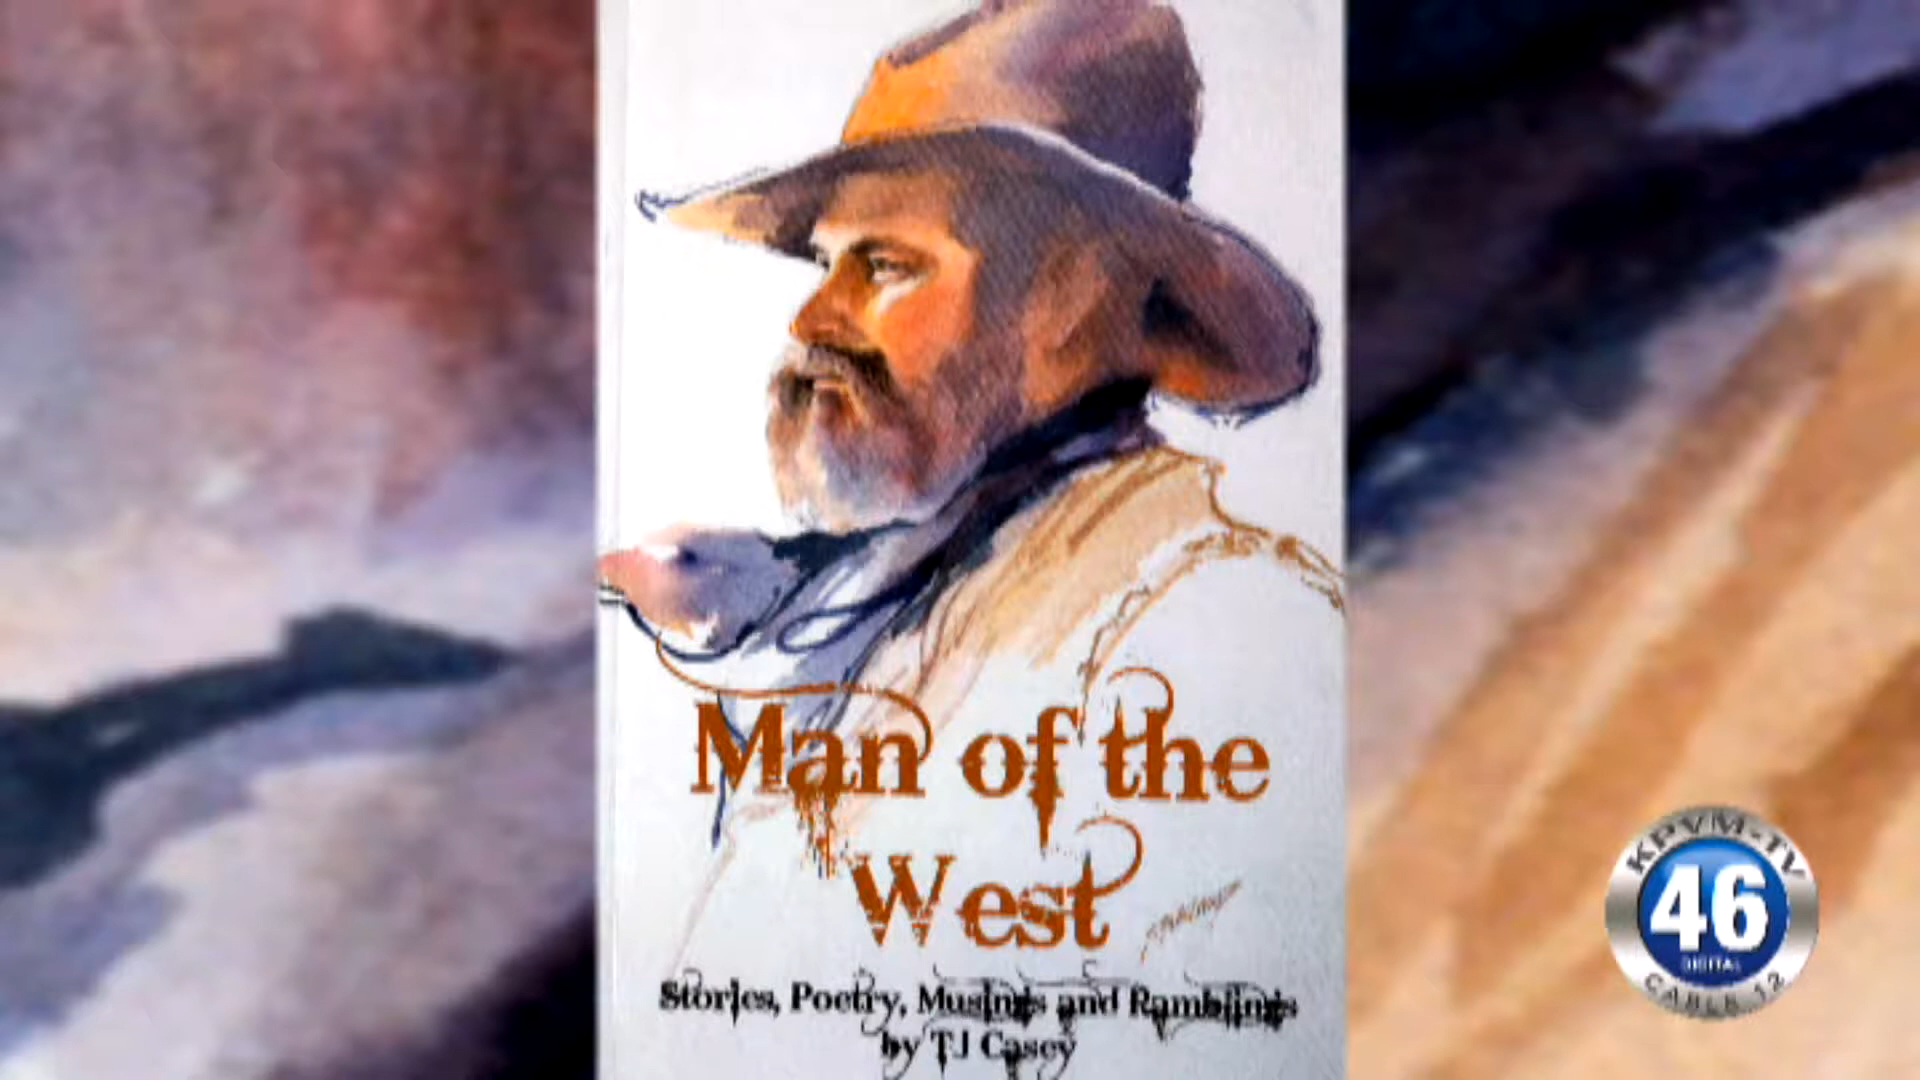 Man of the
West
Stories, Poetry, Musings and Ramblings
by TJ Casey
KPVM-TV
46
DIGITAL
CABLE 12